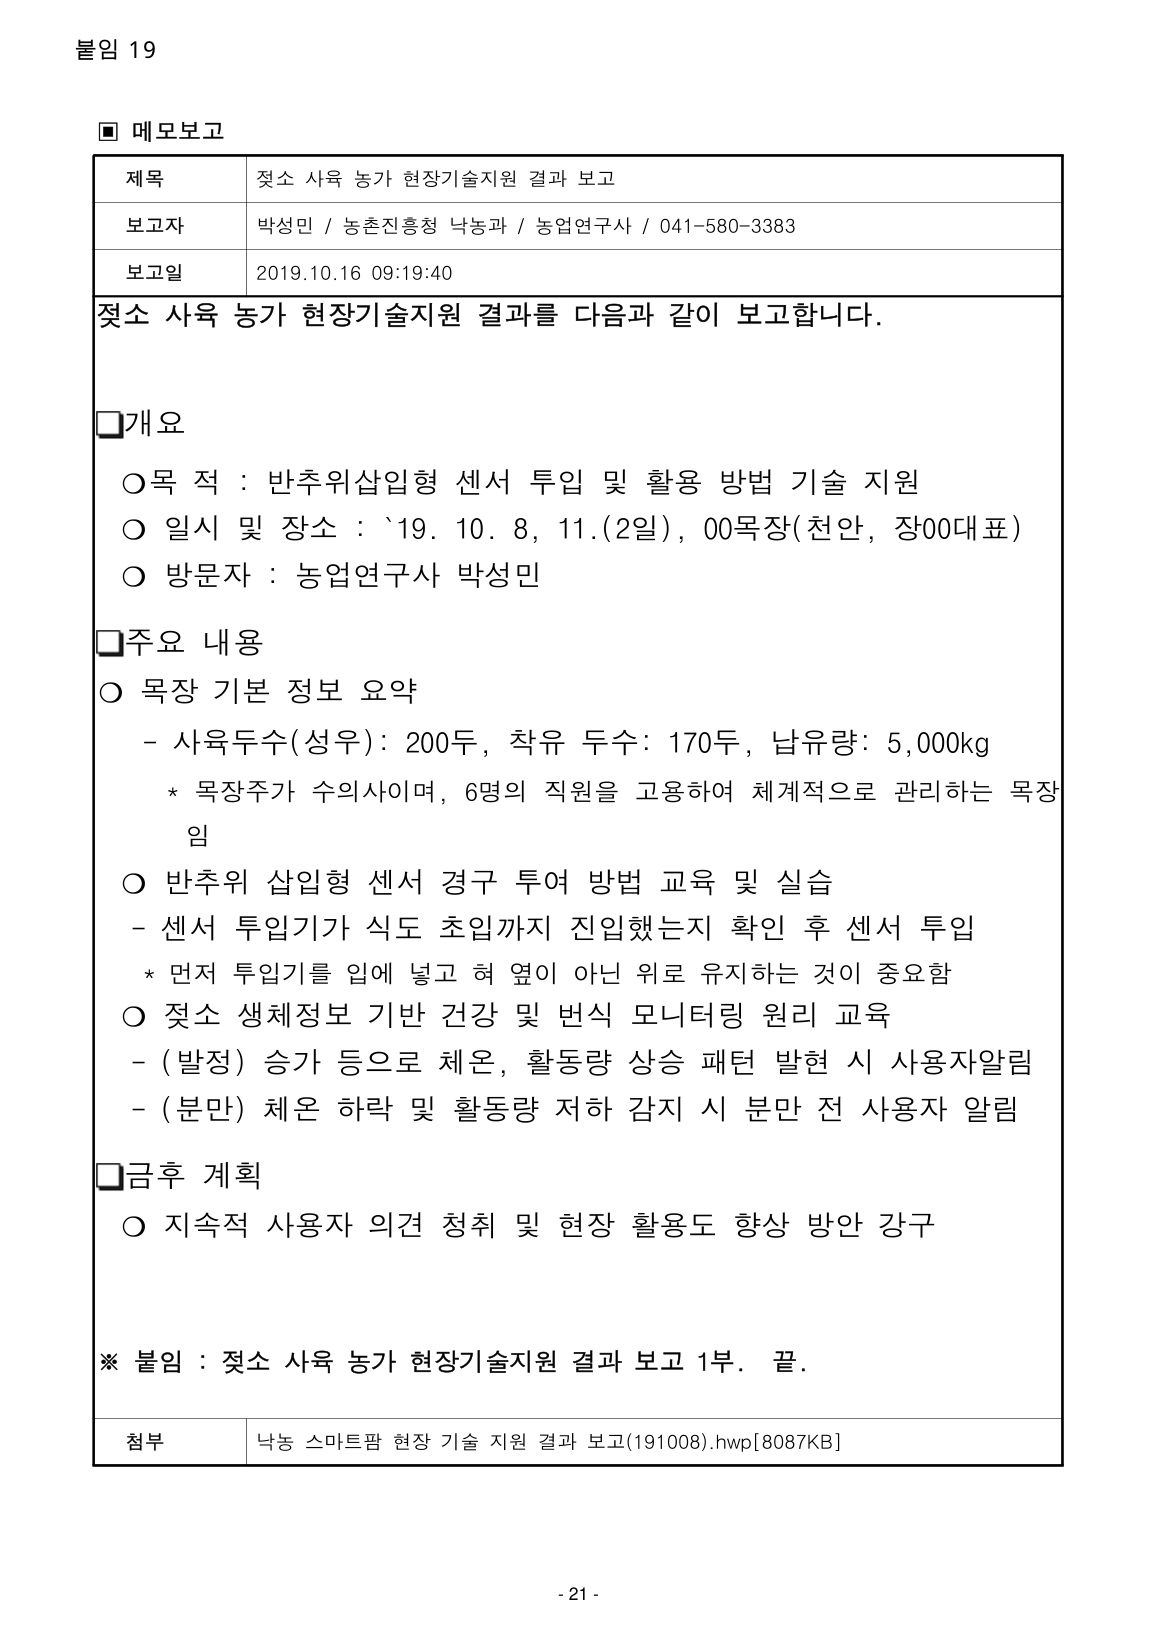 붙임 19
▣ 메모보고
제목 젖소 사육 농가 현장기술지원 결과 보고
보고자 박성민 / 농촌진흥청 낙농과 / 농업연구사 / 041-580-3383
보고일 2019.10.16 09:19:40
젖소 사육 농가 현장기술지원 결과를 다음과 같이 보고합니다.
❏개요
❍목 적 : 반추위삽입형 센서 투입 및 활용 방법 기술 지원
❍ 일시 및 장소 : `19. 10. 8, 11.(2일), 00목장(천안, 장00대표)
❍ 방문자 : 농업연구사 박성민
❏주요 내용
❍ 목장 기본 정보 요약
- 사육두수(성우): 200두, 착유 두수: 170두, 납유량: 5,000kg
* 목장주가 수의사이며, 6명의 직원을 고용하여 체계적으로 관리하는 목장
임
❍ 반추위 삽입형 센서 경구 투여 방법 교육 및 실습
- 센서 투입기가 식도 초입까지 진입했는지 확인 후 센서 투입
* 먼저 투입기를 입에 넣고 혀 옆이 아닌 위로 유지하는 것이 중요함
❍ 젖소 생체정보 기반 건강 및 번식 모니터링 원리 교육
- (발정) 승가 등으로 체온, 활동량 상승 패턴 발현 시 사용자알림
- (분만) 체온 하락 및 활동량 저하 감지 시 분만 전 사용자 알림
❏금후 계획
❍ 지속적 사용자 의견 청취 및 현장 활용도 향상 방안 강구
※ 붙임 : 젖소 사육 농가 현장기술지원 결과 보고 1부. 끝.
첨부 낙농 스마트팜 현장 기술 지원 결과 보고(191008).hwp[8087KB]
- 21 -